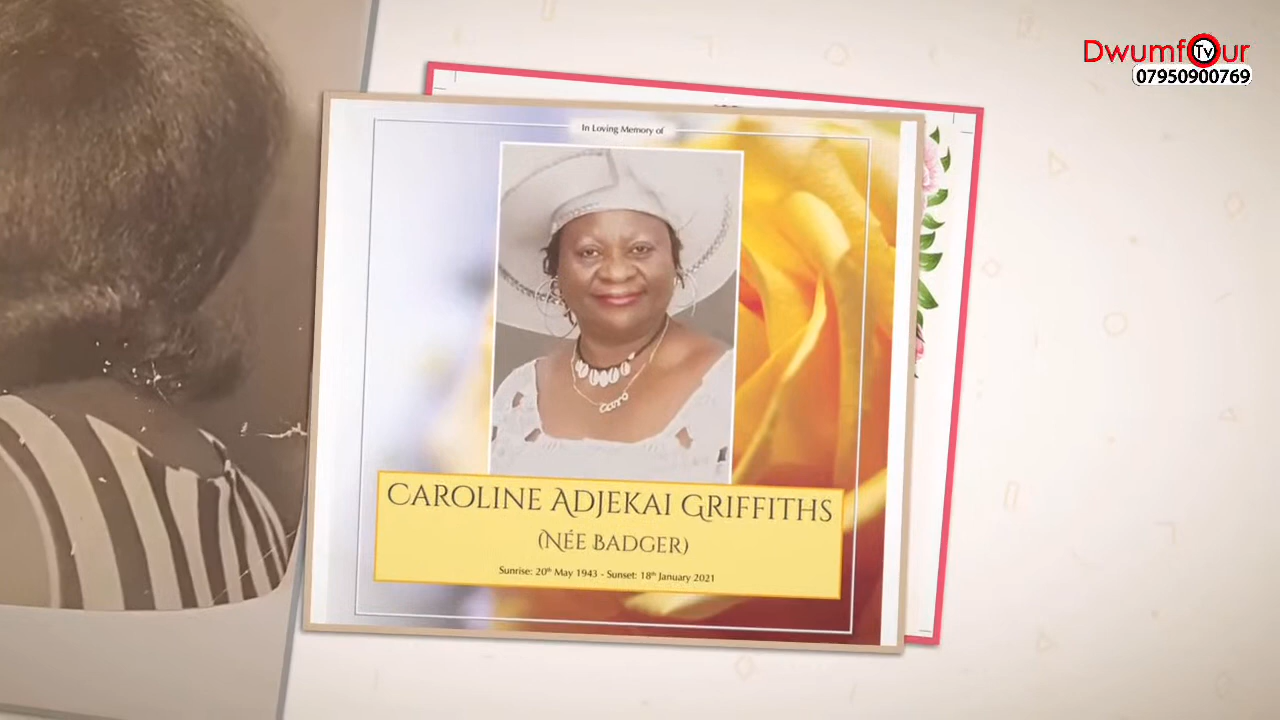 Dwumfour
Tv
07950900769
In Loving Memory of
Caro
CAROLINE ADJEKAI GRIFFITHS
(NÉE BADGER)
Sunrise: 20th May 1943 - Sunset: 18th January 2021